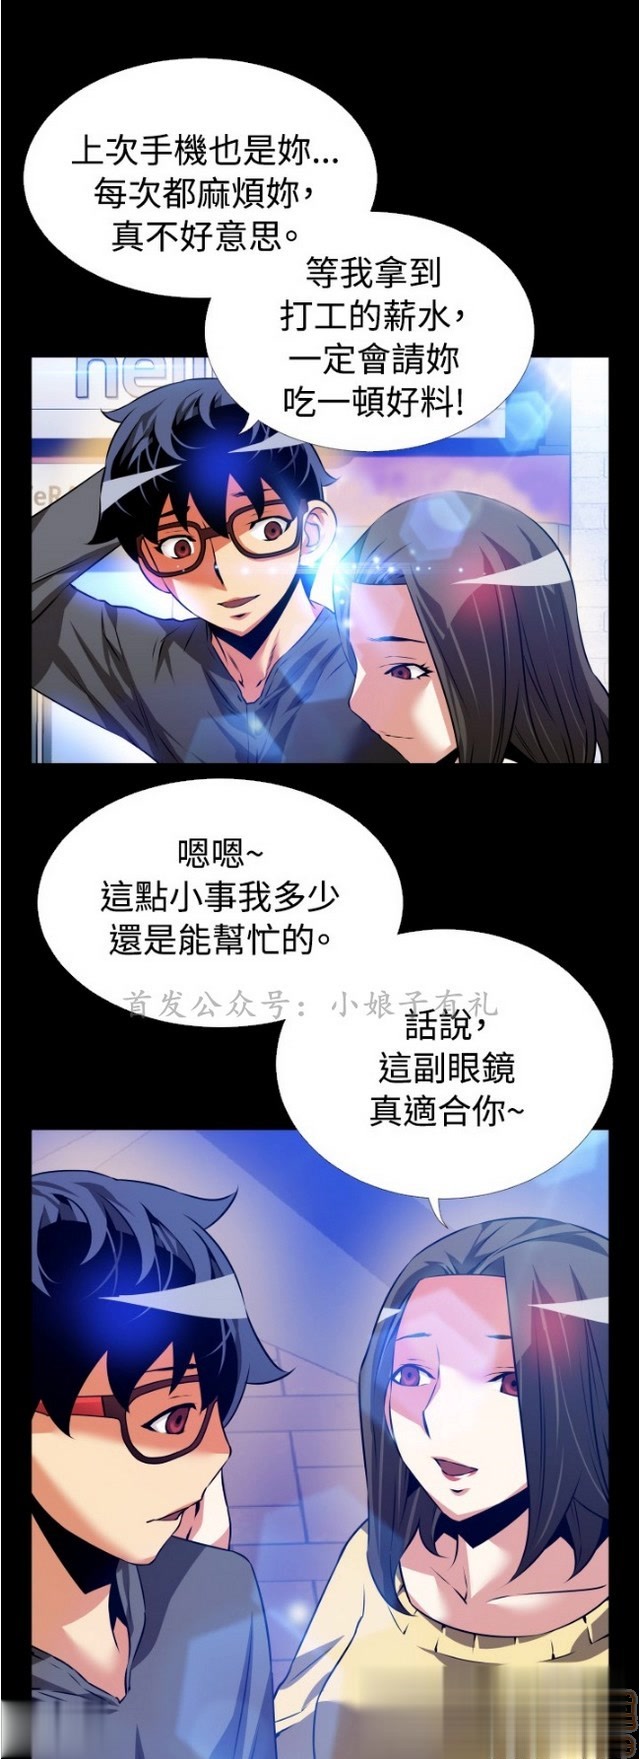 上次手機也是妳...
每次都麻煩妳，
真不好意思。
等我拿到
打工的薪水，
一定會請妳
吃一頓好料!
嗯嗯~
這點小事我多少
還是能幫忙的。
首发公众号：小娘子有礼
話說，
這副眼鏡
真適合你~